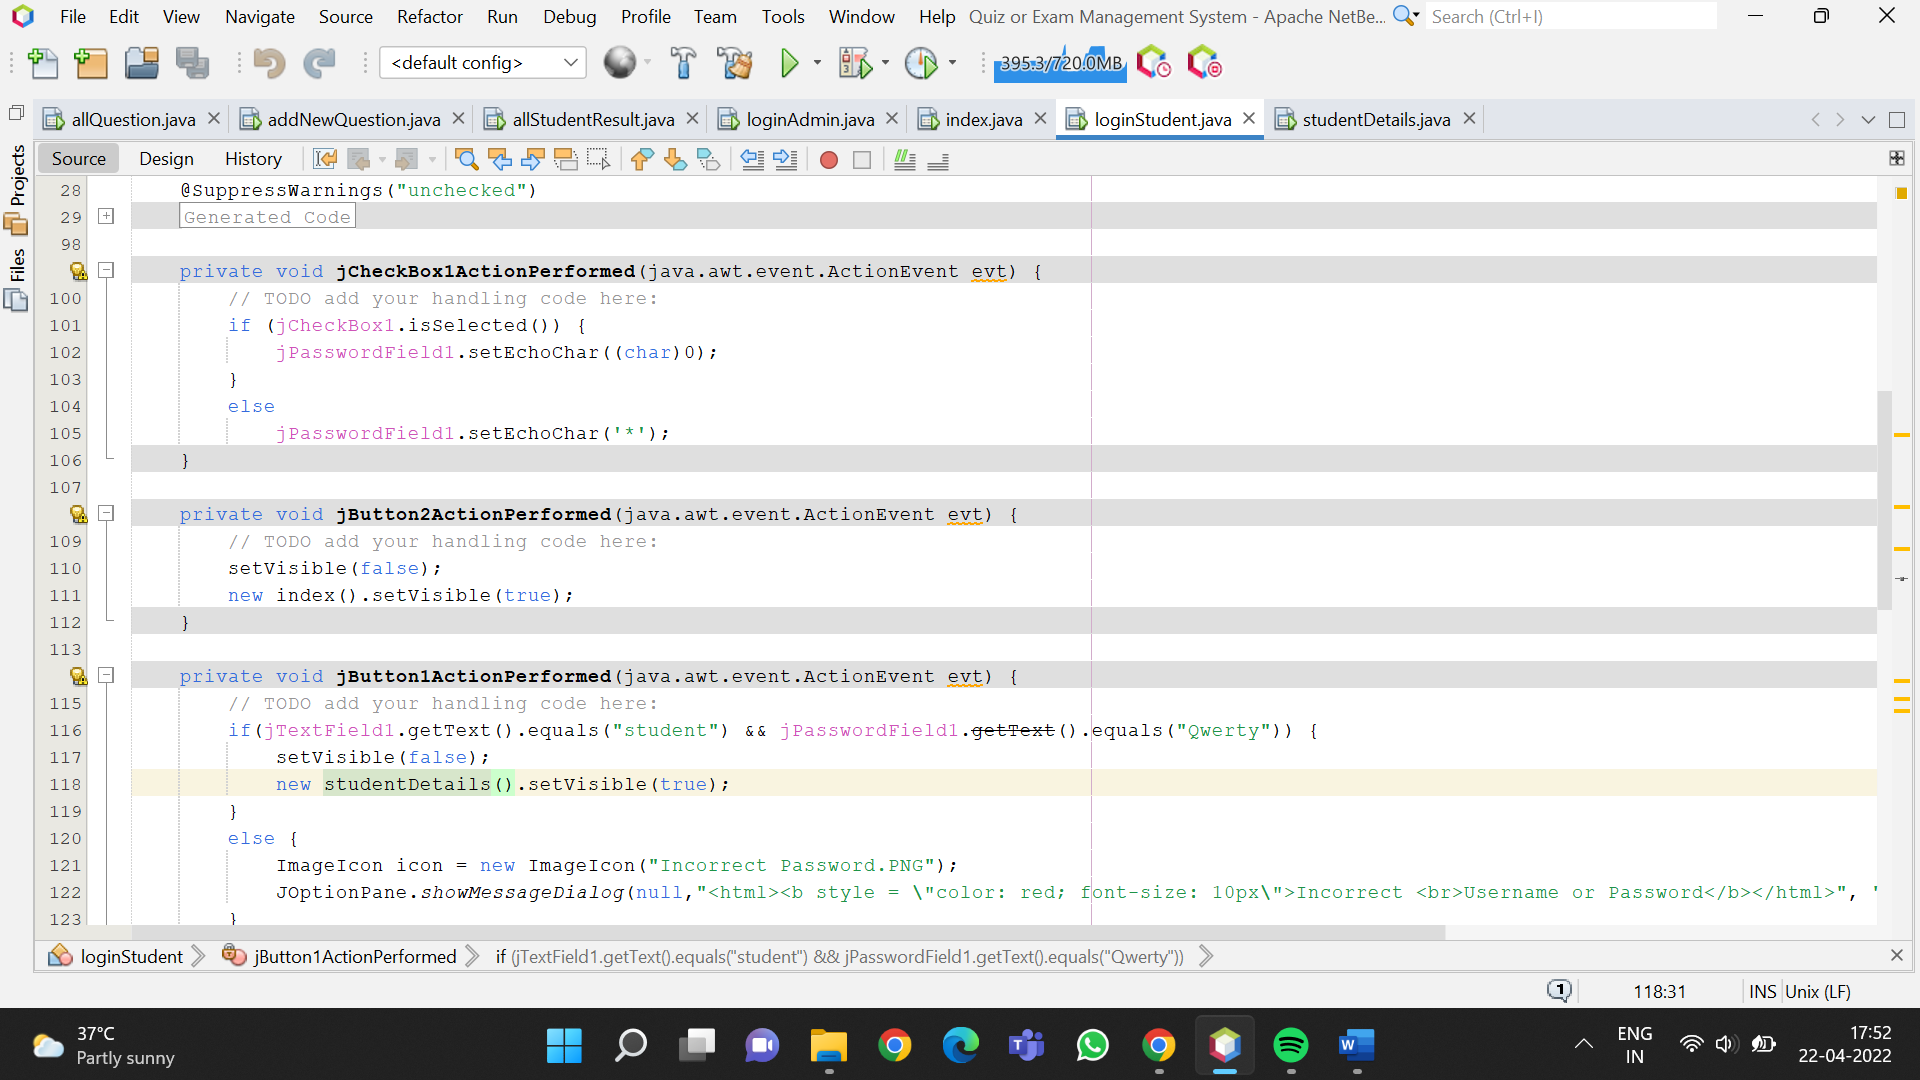 File Edit View Navigate Source Refactor Run Debug Profile Team Tools Window Help Quiz or Exam Management System - Apache NetBe... Search (Ctrl+I)
<default config> 395.3/720.0MB
allQuestion.java addNewQuestion.java allStudentResult.java loginAdmin.java index.java loginStudent.java studentDetails.java
Source Design History
Projects
Files
28 @SuppressWarnings("unchecked")
29 Generated Code
98
private void jCheckBox1ActionPerformed(java.awt.event.ActionEvent evt) {
100 // TODO add your handling code here:
101 if (jCheckBox1.isSelected()) {
102 jPasswordField1.setEchoChar((char)0);
103 }
104 else
105 jPasswordField1.setEchoChar('*');
106 }
107
private void jButton2ActionPerformed(java.awt.event.ActionEvent evt) {
109 // TODO add your handling code here:
110 setVisible(false);
111 new index().setVisible(true);
112 }
113
private void jButton1ActionPerformed(java.awt.event.ActionEvent evt) {
115 // TODO add your handling code here:
116 if(jTextField1.getText().equals("student") && jPasswordField1.getText().equals("Qwerty")) {
117 setVisible(false);
118 new studentDetails().setVisible(true);
119 }
120 else {
121 ImageIcon icon = new ImageIcon("Incorrect Password.PNG");
122 JOptionPane.showMessageDialog(null,"<html><b style = \"color: red; font-size: 10px\">Incorrect <br>Username or Password</b></html>", "
123 }
loginStudent jButton1ActionPerformed if (jTextField1.getText().equals("student") && jPasswordField1.getText().equals("Qwerty"))
1 118:31 INS Unix (LF)
37°C
Partly sunny
ENG
IN
17:52
22-04-2022